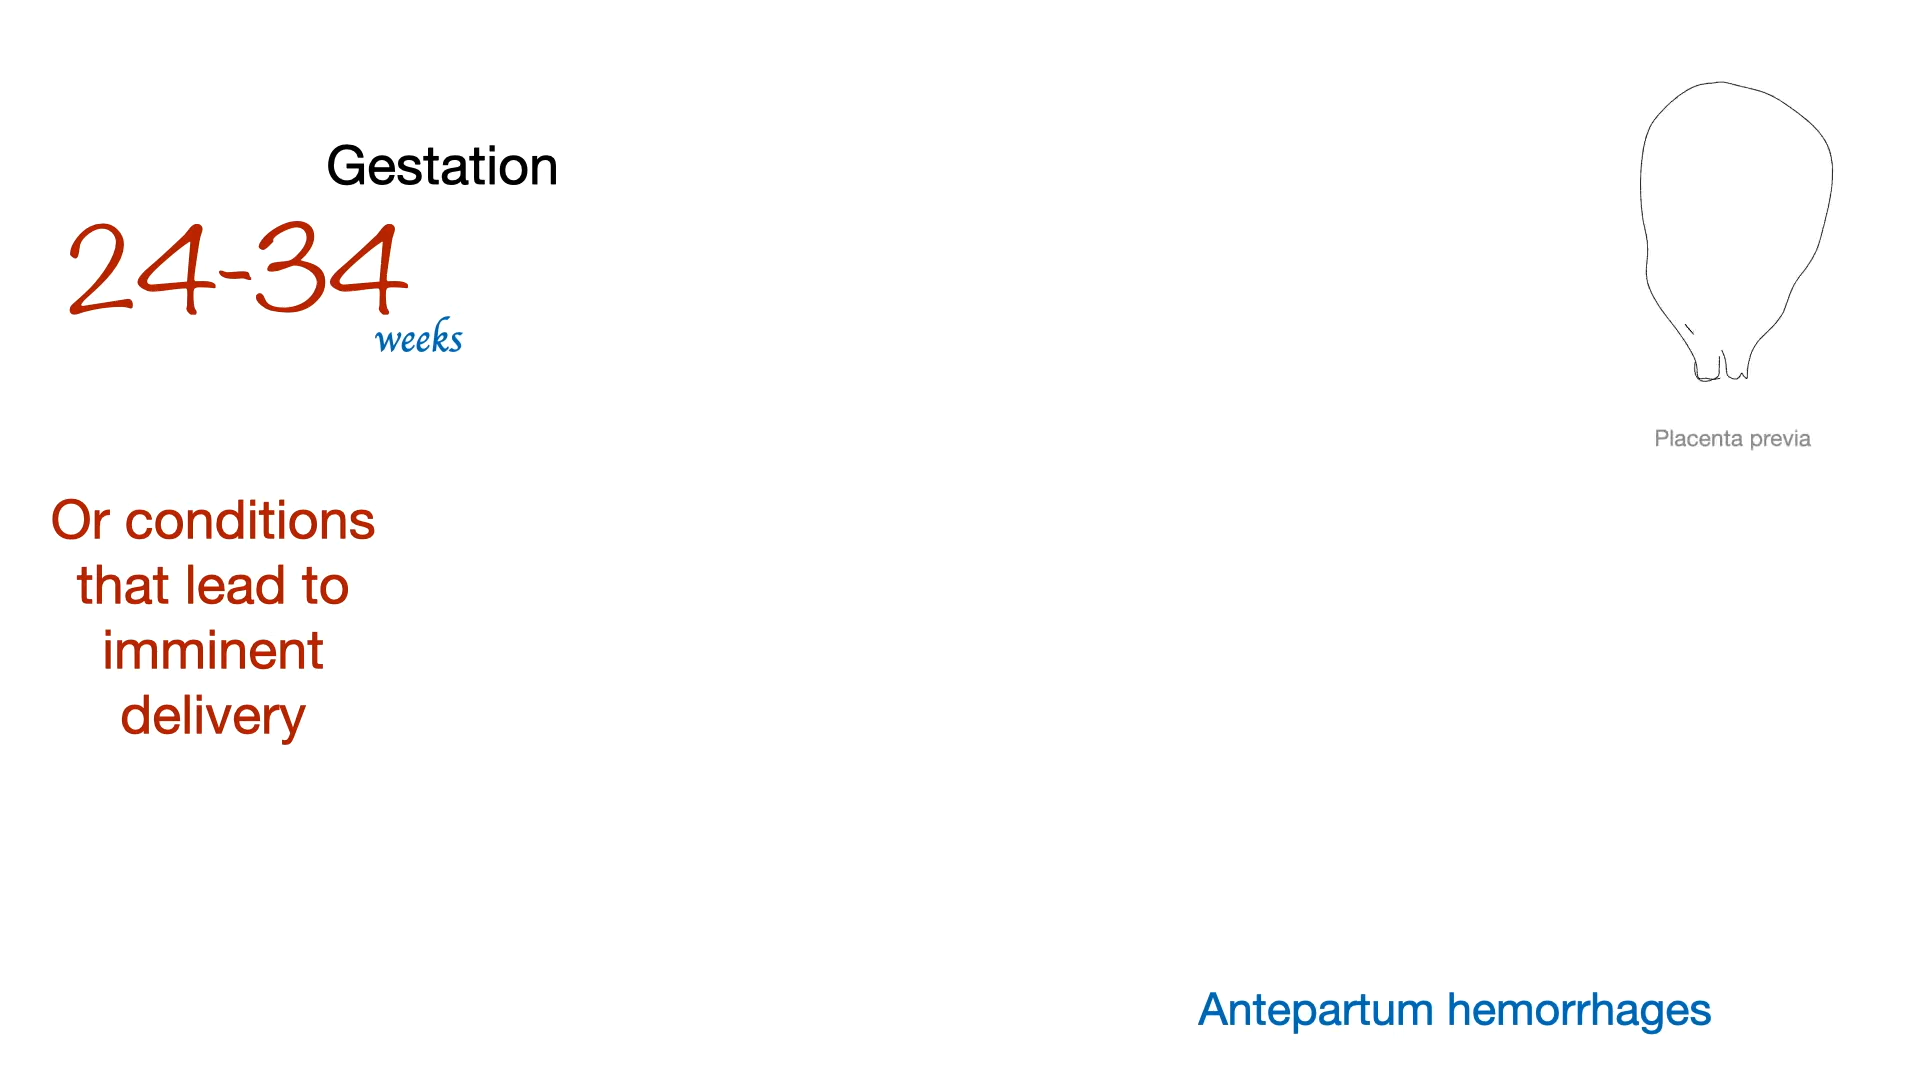 Gestation
24-34
weeks
Placenta previa
Or conditions
that lead to
imminent
delivery
Antepartum hemorrhages